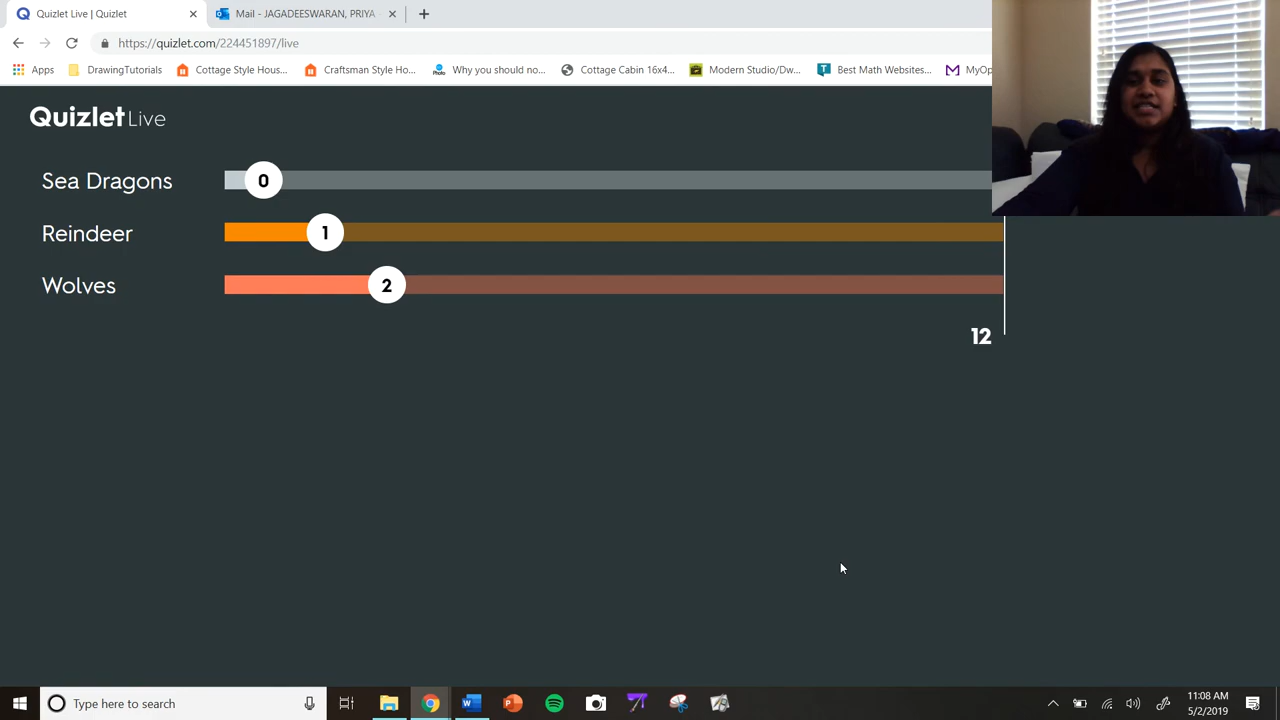 Quizlet Live | Quizlet
Mail - JAGADEESWARAN, PRIYA -
https://quizlet.com/224451897/live
Apps DrawingTutorials Cottage Style Hous... Craftsman Style Ho... Why you should no... Cottage Cabin 16x4... Modern Studio/Dw... Best Math Website... MyOp
Quizlet Live
Sea Dragons 0
Reindeer 1
Wolves 2
12
Type here to search
11:08 AM
5/2/2019